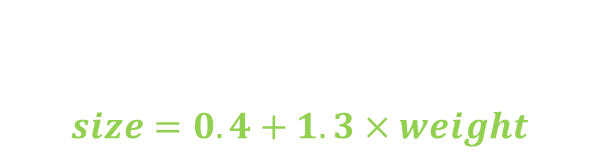 size = 0.4 + 1.3 × weight